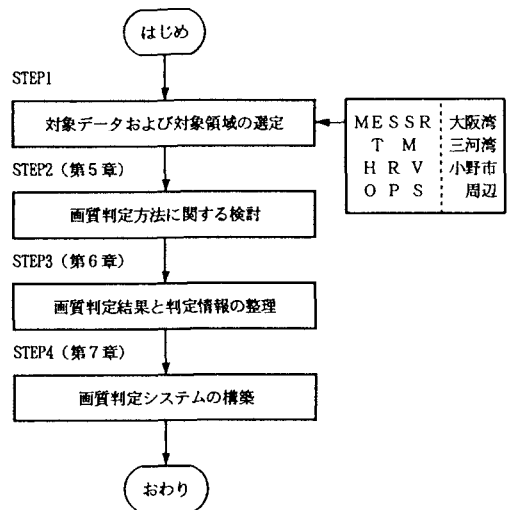 はじめ
STEP1
対象データおよび対象領域の選定
MESSR 大阪湾
TM 三河湾
HRV 小野市
OPS 周辺
STEP2（第5章）
画質判定方法に関する検討
STEP3（第6章）
画質判定結果と判定情報の整理
STEP4（第7章）
画質判定システムの構築
おわり